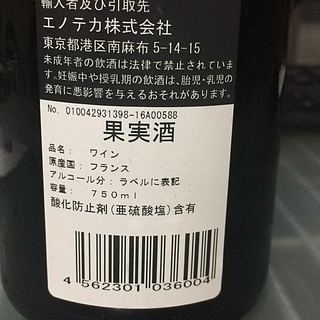 輸入者及び引取先
エノテカ株式会社
東京都港区南麻布 5-14-15
未成年者の飲酒は法律で禁止されています。
妊娠中や授乳期の飲酒は、胎児・乳児の
発育に悪影響を与えるおそれがあります。
No. 010042931398-16A00588
果実酒
品名: ワイン
原産国: フランス
アルコール分: ラベルに表記
容量: 750ml
酸化防止剤(亜硫酸塩)含有
4 562301 036004